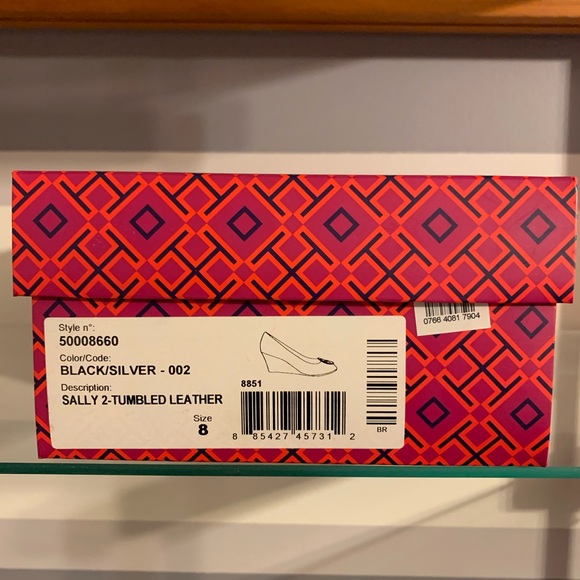 0766 4081 7904
Style n°:
50008660
Color/Code:
BLACK/SILVER - 002
Description:
SALLY 2-TUMBLED LEATHER
Size
8
8851
8 85427 45731 2
BR